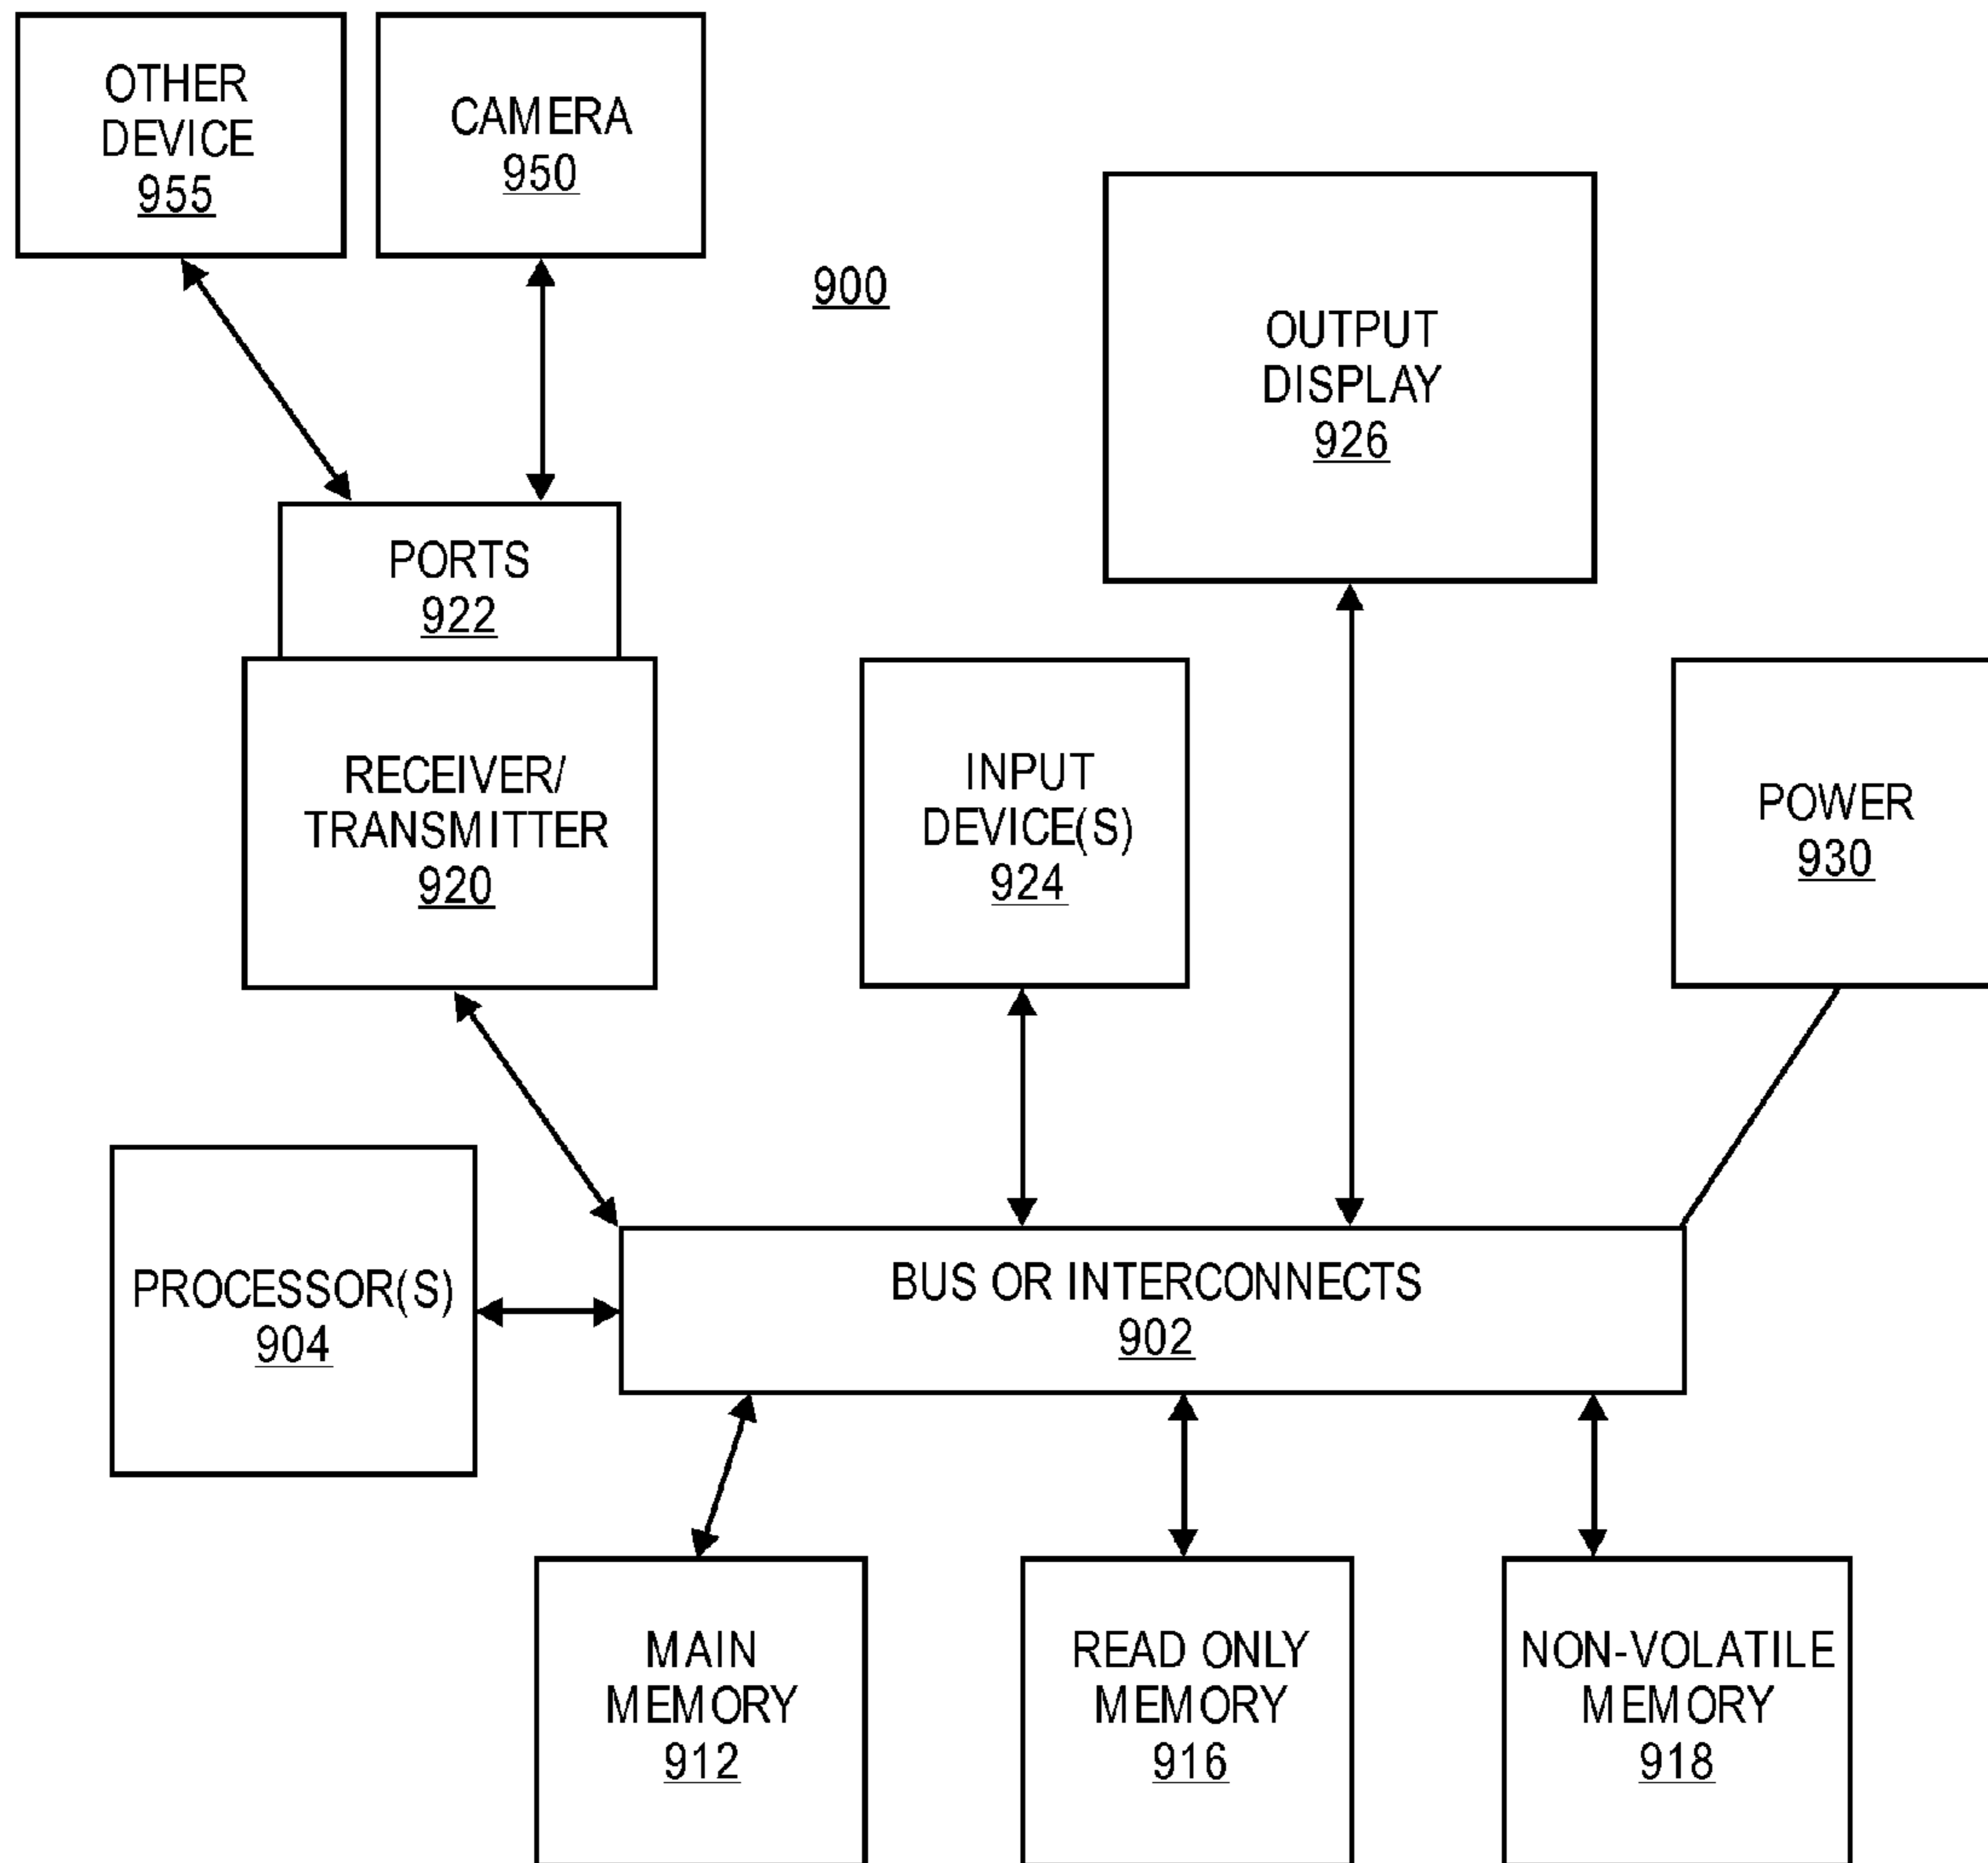 OTHER
DEVICE
955
CAMERA
950
900
OUTPUT
DISPLAY
926
PORTS
922
RECEIVER/
TRANSMITTER
920
INPUT
DEVICE(S)
924
POWER
930
PROCESSOR(S)
904
BUS OR INTERCONNECTS
902
MAIN
MEMORY
912
READ ONLY
MEMORY
916
NON-VOLATILE
MEMORY
918